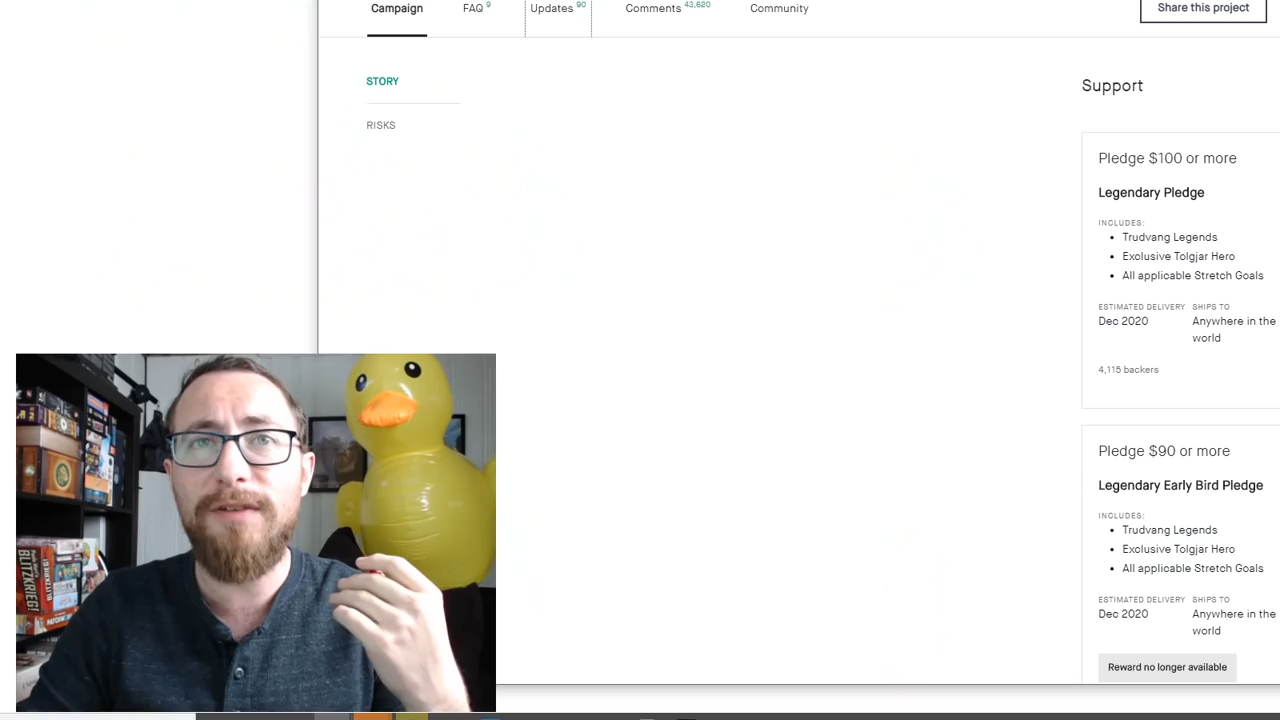 Campaign
FAQ 9
Updates 90
Comments 43,620
Community
Share this project
STORY
RISKS
Support
Pledge $100 or more
Legendary Pledge
INCLUDES:
• Trudvang Legends
• Exclusive Tolgjar Hero
• All applicable Stretch Goals
ESTIMATED DELIVERY SHIPS TO
Dec 2020 Anywhere in the
world
4,115 backers
Pledge $90 or more
Legendary Early Bird Pledge
INCLUDES:
• Trudvang Legends
• Exclusive Tolgjar Hero
• All applicable Stretch Goals
ESTIMATED DELIVERY SHIPS TO
Dec 2020 Anywhere in the
world
Reward no longer available
BLITZKRIEG!